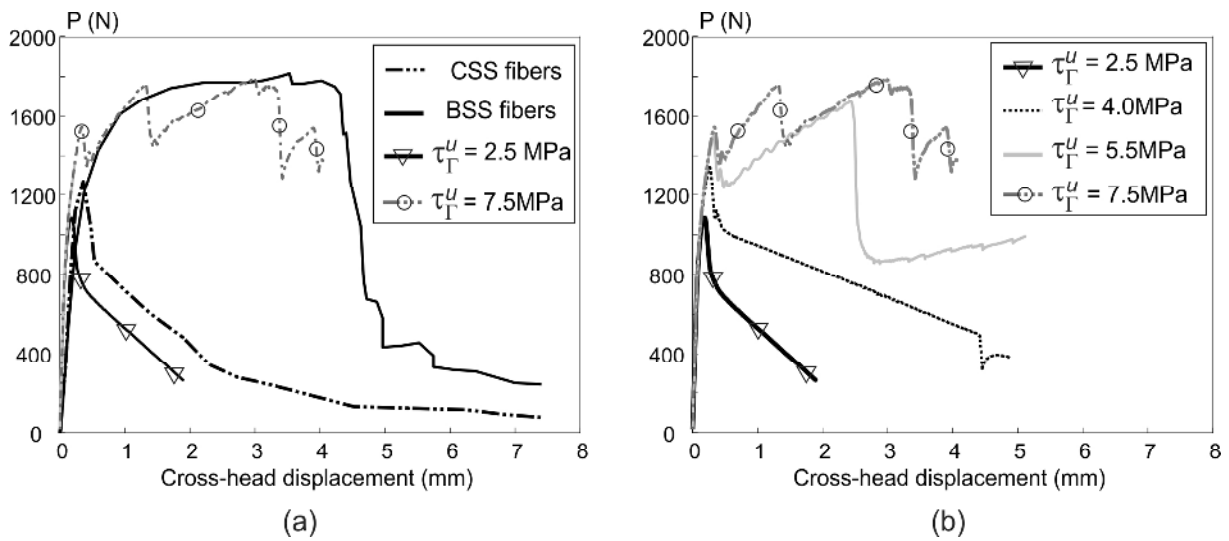 P (N)
2000
1600
1200
800
400
0
0 1 2 3 4 5 6 7 8
Cross-head displacement (mm)
CSS fibers
BSS fibers
τ_Γ^u = 2.5 MPa
τ_Γ^u = 7.5MPa
(a)
P (N)
2000
1600
1200
800
400
0
0 1 2 3 4 5 6 7 8
Cross-head displacement (mm)
τ_Γ^u = 2.5 MPa
τ_Γ^u = 4.0MPa
τ_Γ^u = 5.5MPa
τ_Γ^u = 7.5MPa
(b)